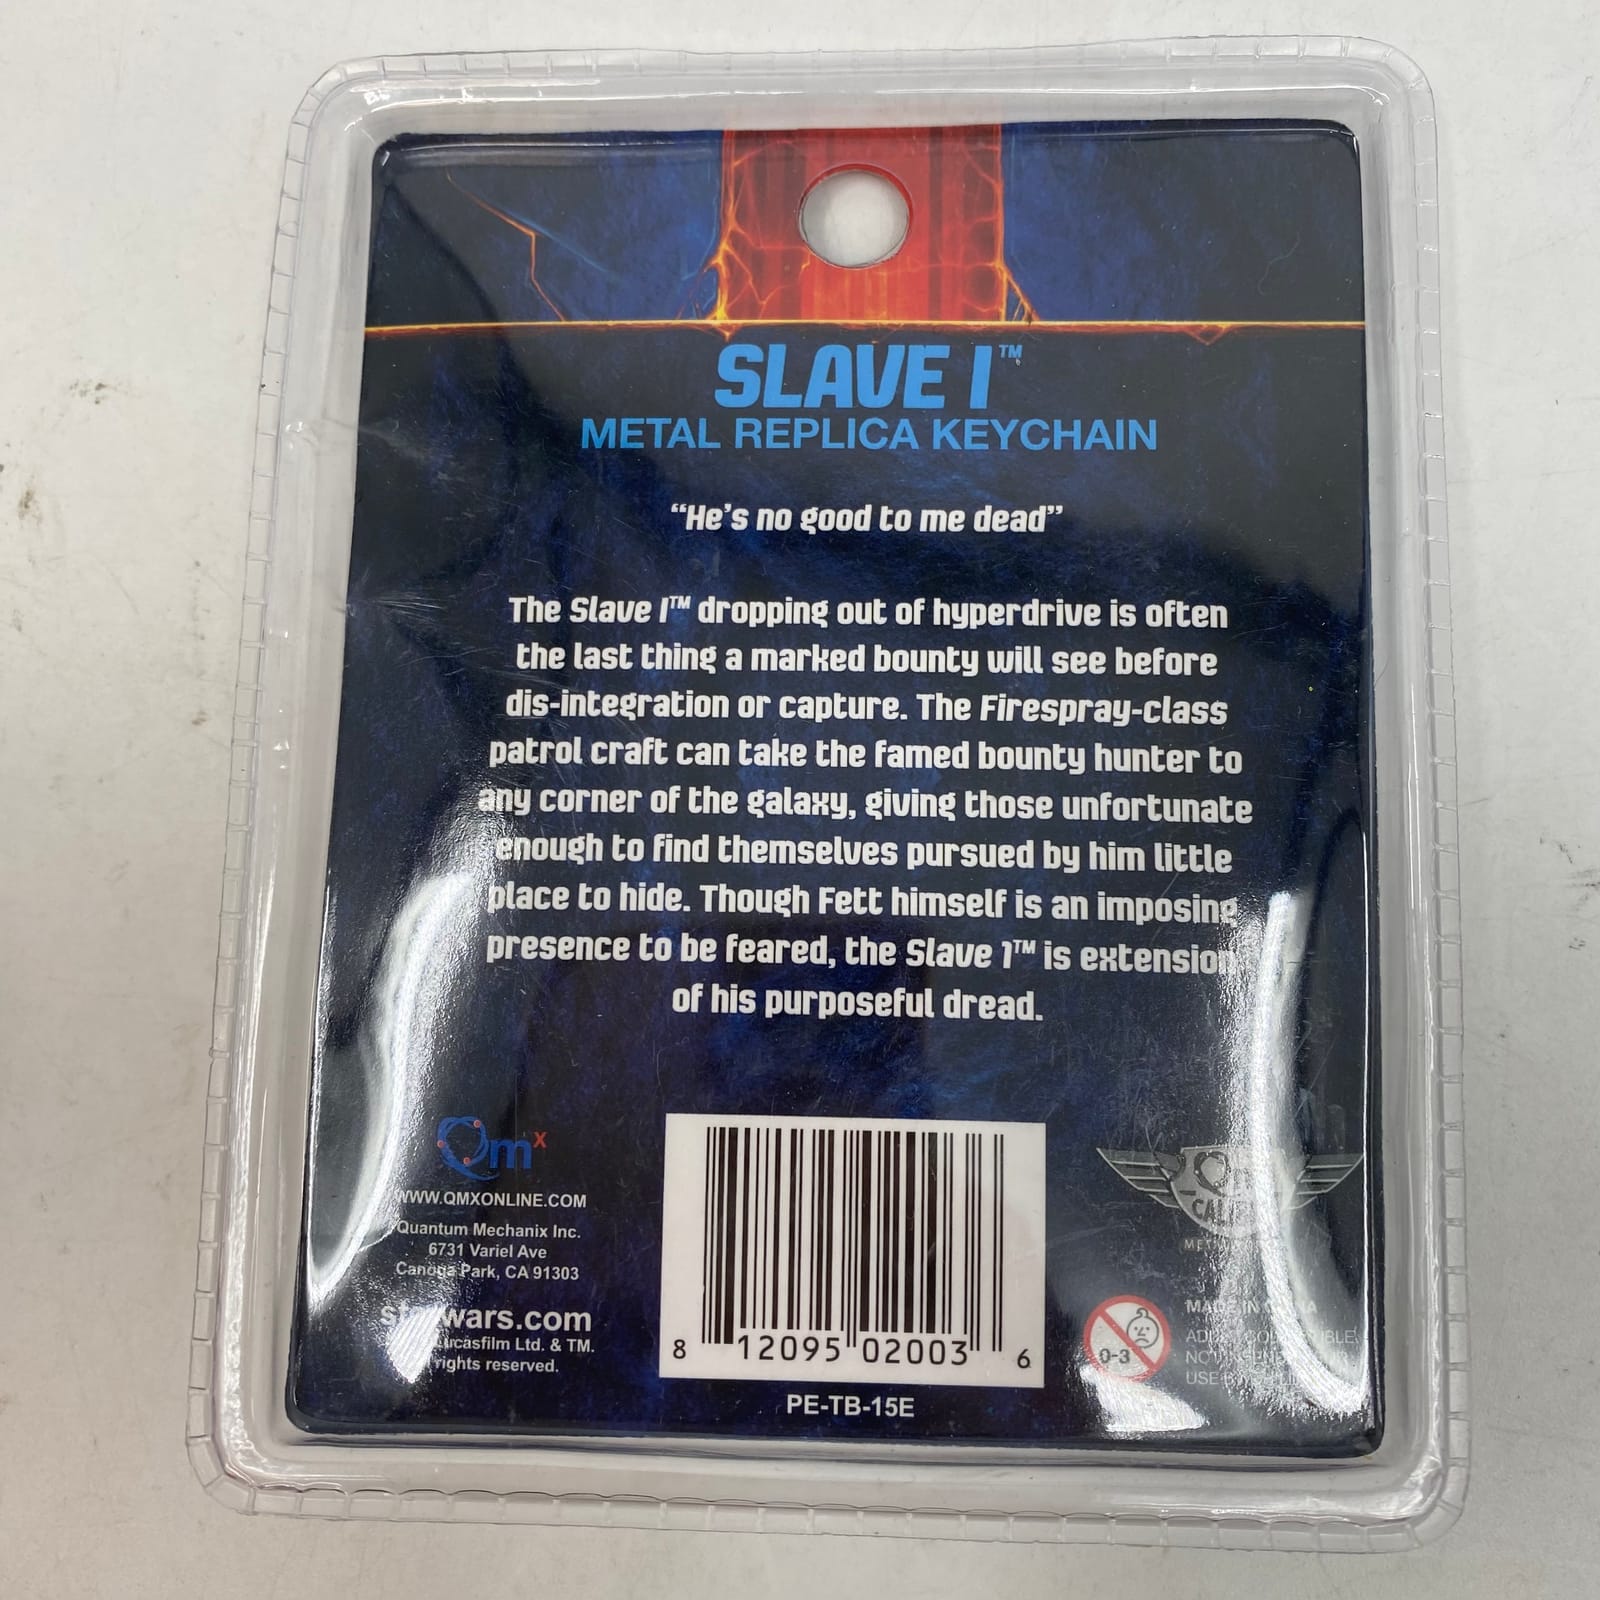 SLAVE I™
METAL REPLICA KEYCHAIN
“He’s no good to me dead”
The Slave I™ dropping out of hyperdrive is often
the last thing a marked bounty will see before
dis-integration or capture. The Firespray-class
patrol craft can take the famed bounty hunter to
any corner of the galaxy, giving those unfortunate
enough to find themselves pursued by him little
place to hide. Though Fett himself is an imposing
presence to be feared, the Slave 1™ is extension
of his purposeful dread.
Qmx
WWW.QMXONLINE.COM
Quantum Mechanix Inc.
6731 Variel Ave
Canoga Park, CA 91303
starwars.com
Lucasfilm Ltd. & TM.
rights reserved.
8 12095 02003 6
PE-TB-15E
0-3
MADE IN CHINA